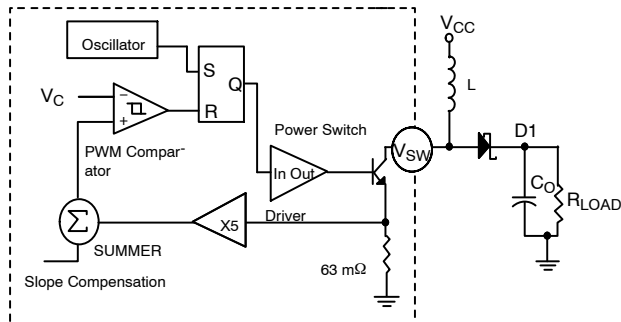 Oscillator
S
Q
R
V_C
−
+
PWM Compar-
ator
Power Switch
In Out
V_SW
V_CC
L
D1
C_O
R_LOAD
Σ
SUMMER
X5
Driver
63 mΩ
Slope Compensation